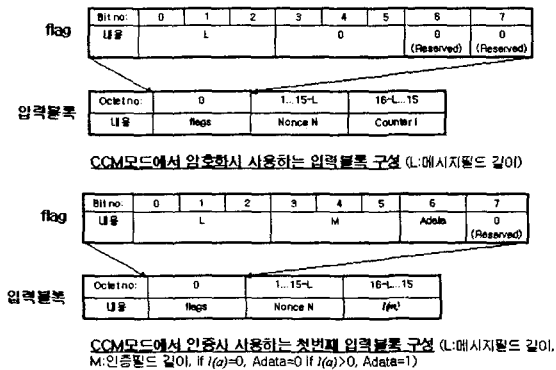 flag
Bit no: 0 1 2 3 4 5 6 7
내용 L 0 0 (Reserved) 0 (Reserved)
입력블록
Octet no: 0 1...15-L 16-L...15
내용 flags Nonce N Counter i
CCM모드에서 암호화시 사용하는 입력블록 구성 (L:메시지필드 길이)
flag
Bit no: 0 1 2 3 4 5 6 7
내용 L M Adata 0 (Reserved)
입력블록
Octet no: 0 1...15-L 16-L...15
내용 flags Nonce N l(m)
CCM모드에서 인증시 사용하는 첫번째 입력블록 구성 (L:메시지필드 길이,
M:인증필드 길이, if l(a)=0, Adata=0 if l(a)>0, Adata=1)